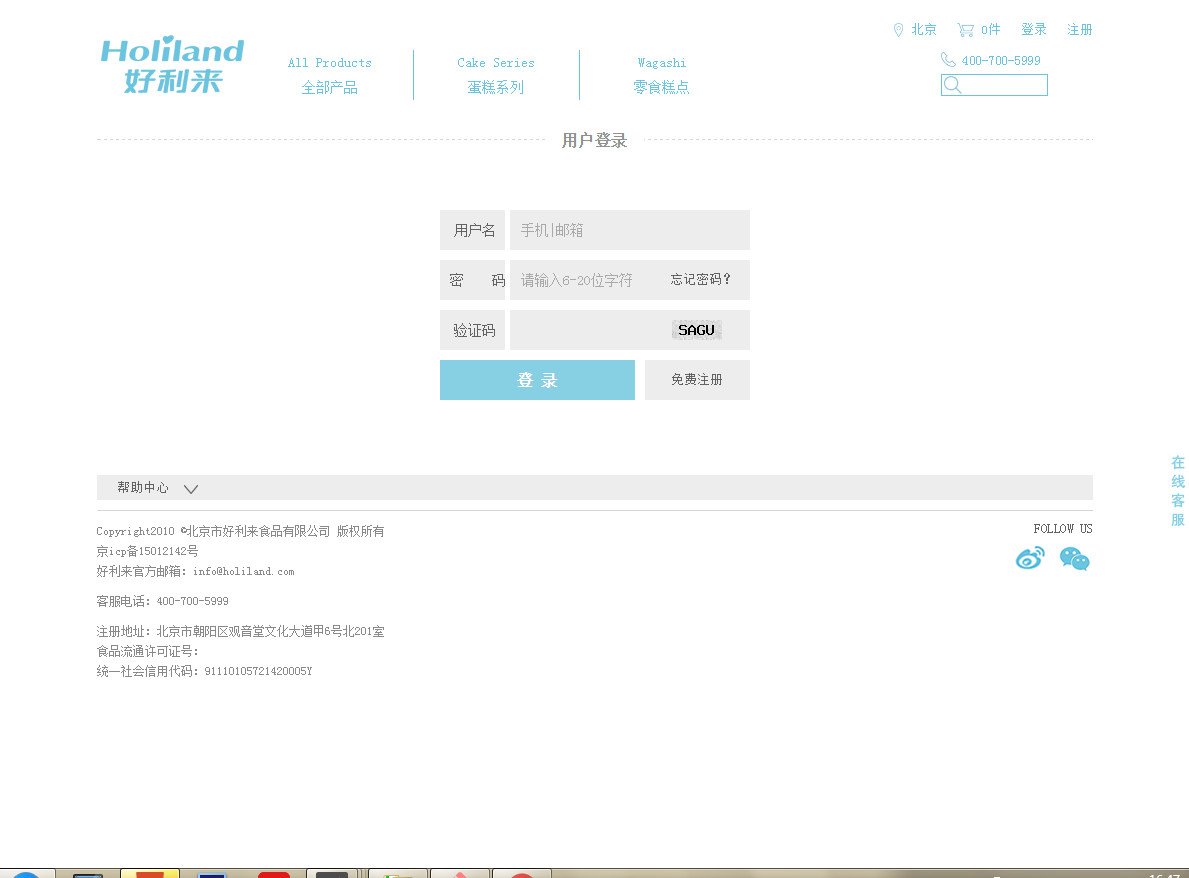 北京 0件 登录 注册
Holiland
好利来
All Products
全部产品
Cake Series
蛋糕系列
Wagashi
零食糕点
400-700-5999
用户登录
用户名 手机|邮箱
密 码 请输入6-20位字符 忘记密码?
验证码 SAGU
登 录 免费注册
在线客服
帮助中心
Copyright2010 ©北京市好利来食品有限公司 版权所有
京icp备15012142号
好利来官方邮箱: info@holiland.com
客服电话: 400-700-5999
注册地址: 北京市朝阳区观音堂文化大道甲6号北201室
食品流通许可证号:
统一社会信用代码: 91110105721420005Y
FOLLOW US